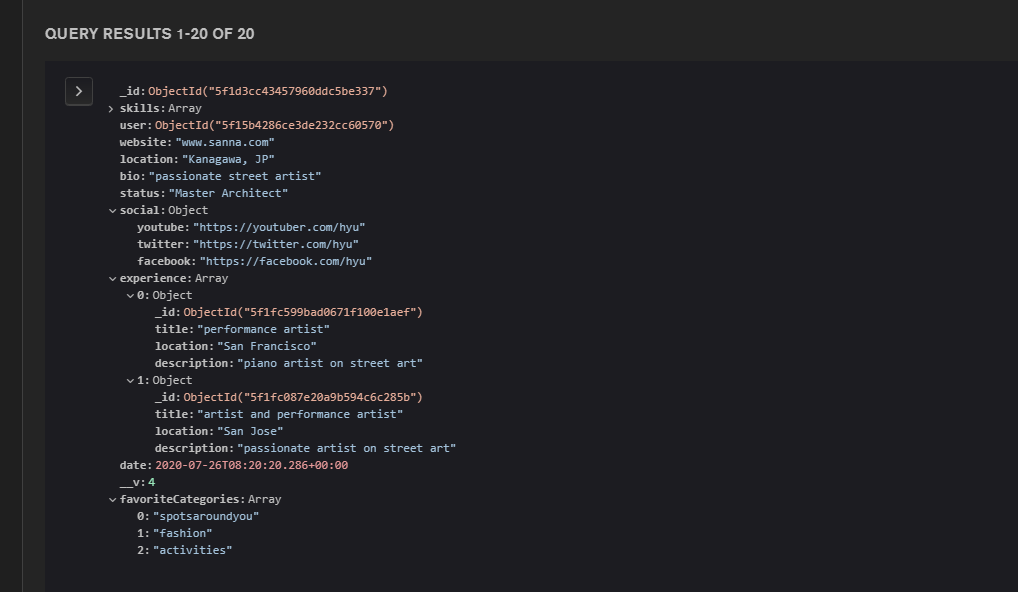 QUERY RESULTS 1-20 OF 20
_id: ObjectId("5f1d3cc43457960ddc5be337")
skills: Array
user: ObjectId("5f15b4286ce3de232cc60570")
website: "www.sanna.com"
location: "Kanagawa, JP"
bio: "passionate street artist"
status: "Master Architect"
social: Object
youtube: "https://youtuber.com/hyu"
twitter: "https://twitter.com/hyu"
facebook: "https://facebook.com/hyu"
experience: Array
0: Object
_id: ObjectId("5f1fc599bad0671f100e1aef")
title: "performance artist"
location: "San Francisco"
description: "piano artist on street art"
1: Object
_id: ObjectId("5f1fc087e20a9b594c6c285b")
title: "artist and performance artist"
location: "San Jose"
description: "passionate artist on street art"
date: 2020-07-26T08:20:20.286+00:00
__v: 4
favoriteCategories: Array
0: "spotsaroundyou"
1: "fashion"
2: "activities"